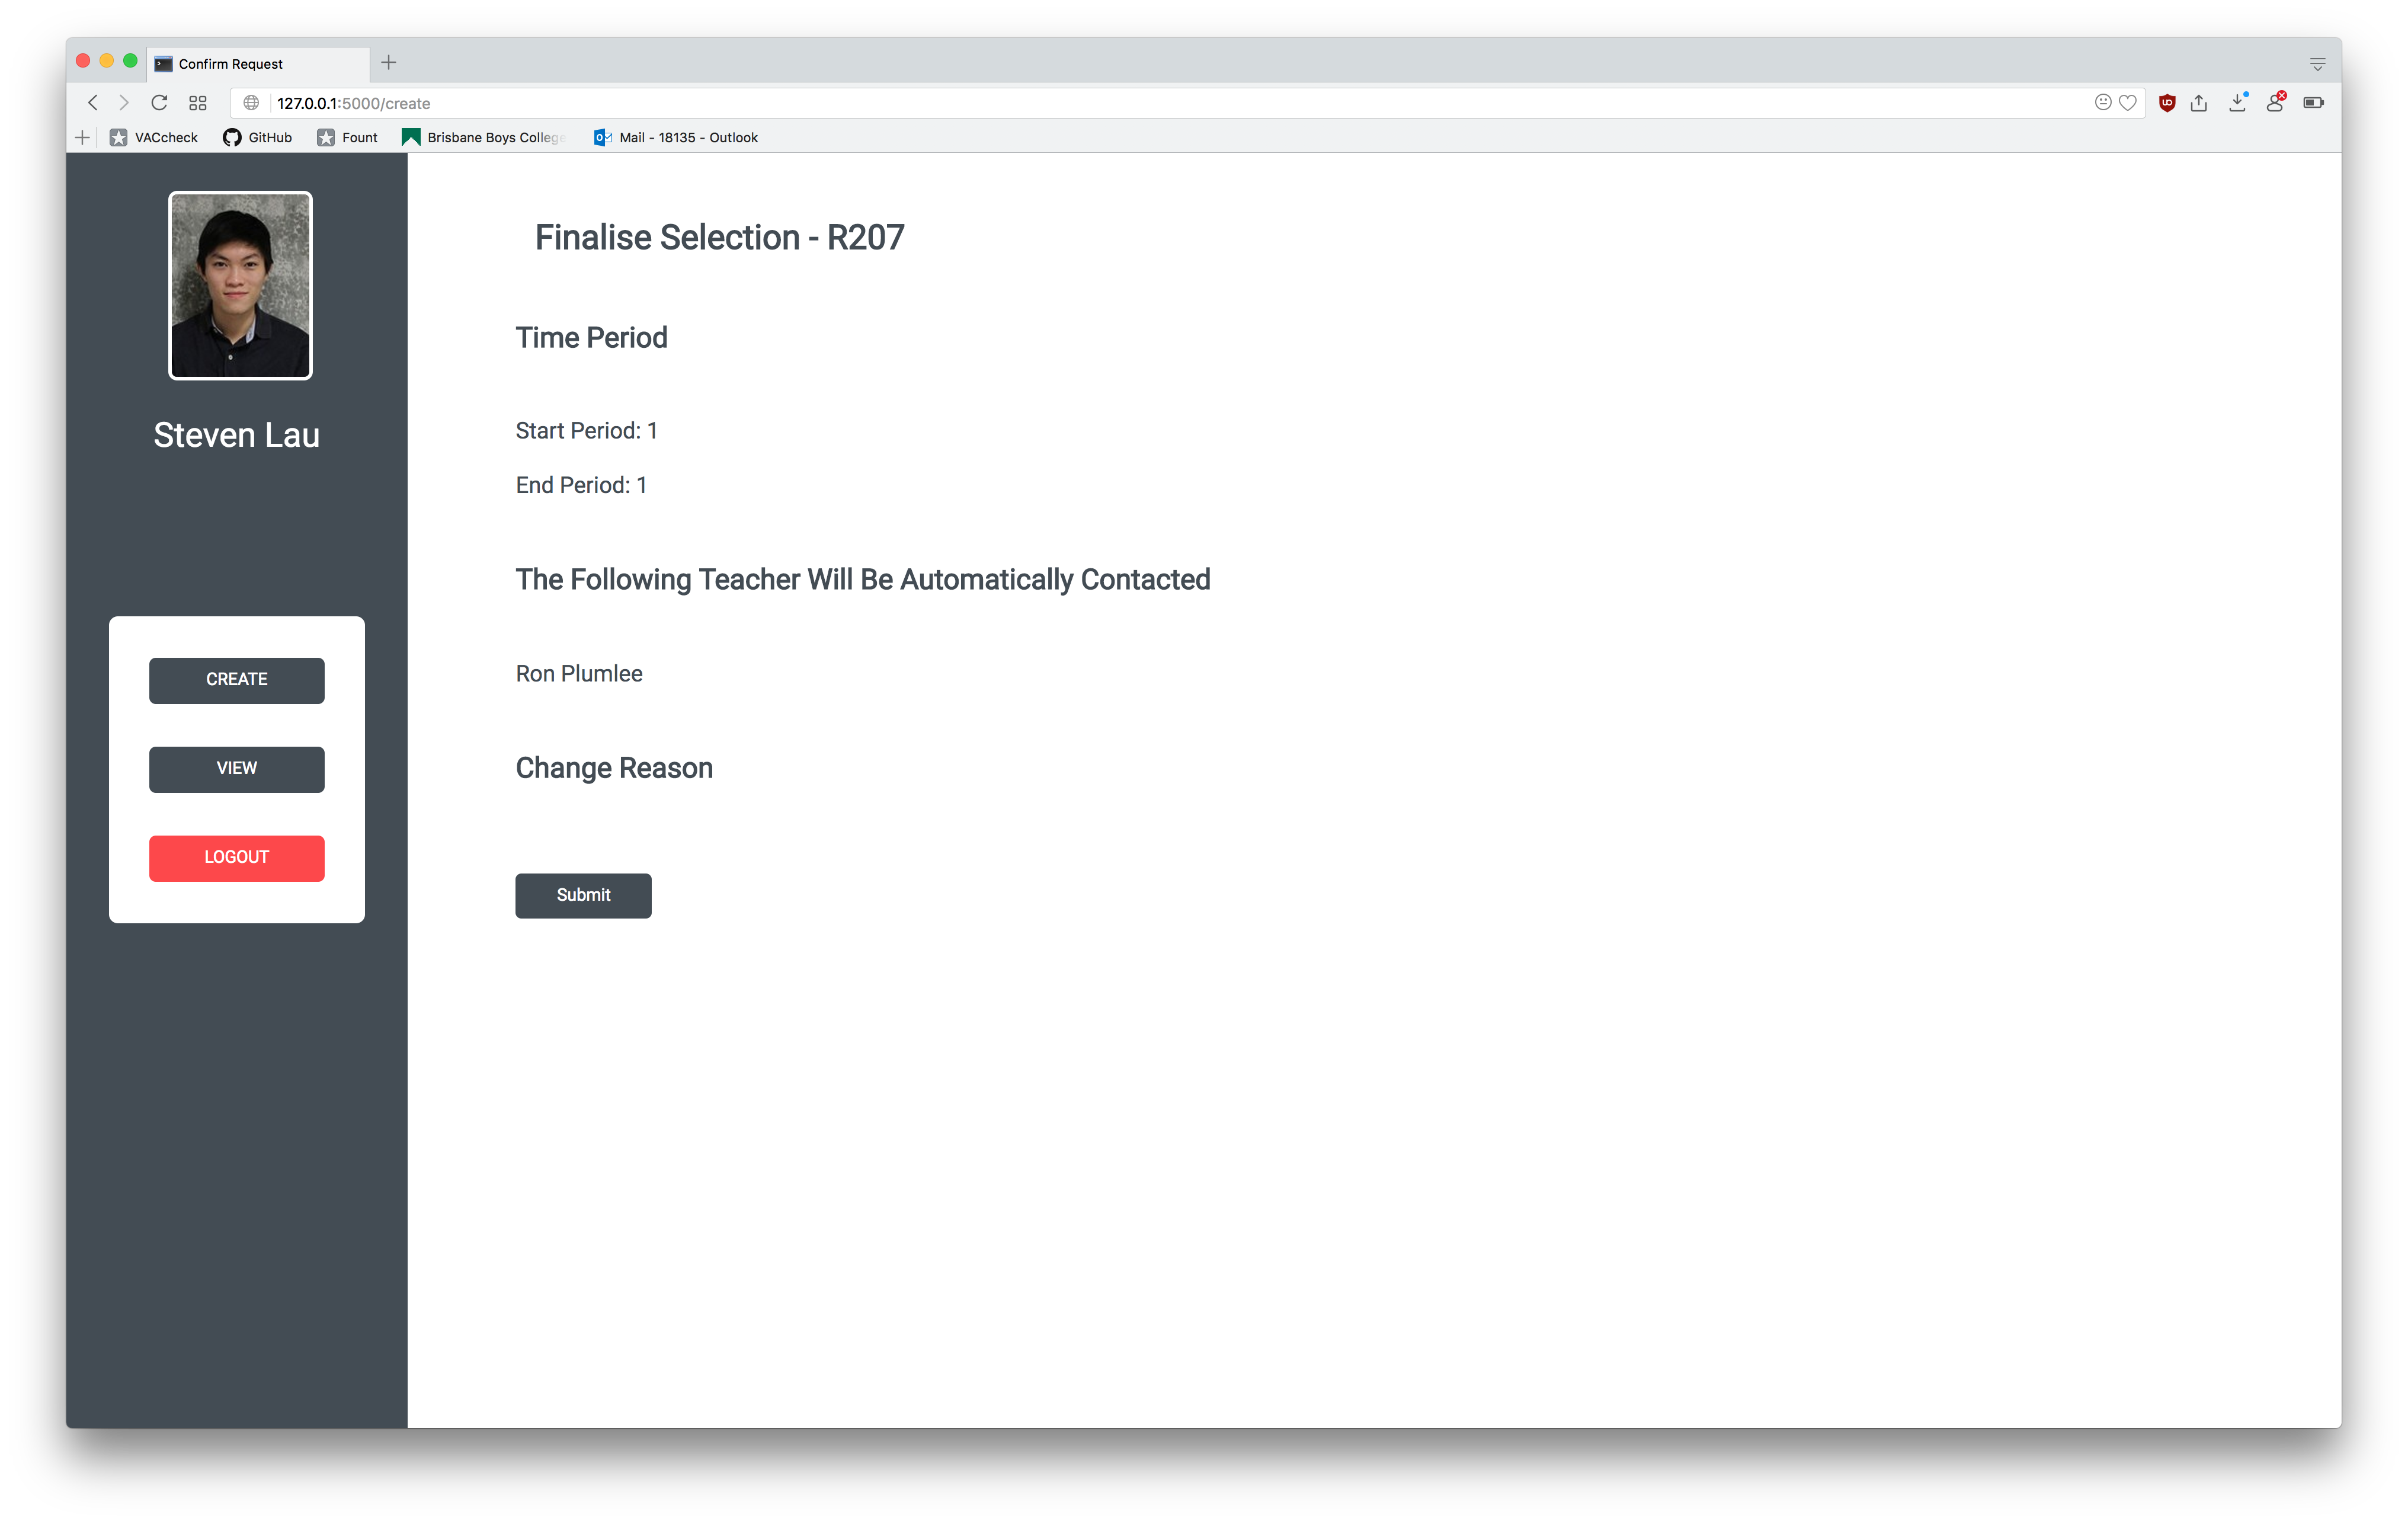 Confirm Request
127.0.0.1:5000/create
VACcheck GitHub Fount Brisbane Boys College Mail - 18135 - Outlook
Steven Lau
CREATE
VIEW
LOGOUT
Finalise Selection - R207
Time Period
Start Period: 1
End Period: 1
The Following Teacher Will Be Automatically Contacted
Ron Plumlee
Change Reason
Submit